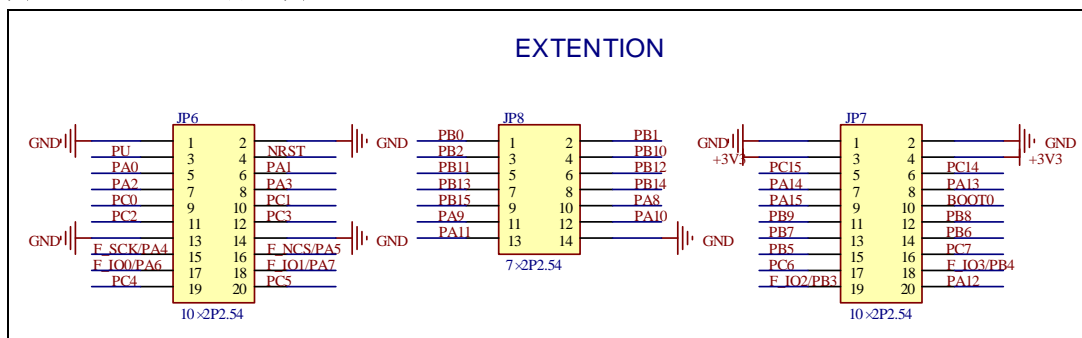 EXTENTION
JP6
GND 1 2 GND
PU 3 4 NRST
PA0 5 6 PA1
PA2 7 8 PA3
PC0 9 10 PC1
PC2 11 12 PC3
GND 13 14 GND
F_SCK/PA4 15 16 F_NCS/PA5
F_IO0/PA6 17 18 F_IO1/PA7
PC4 19 20 PC5
10×2P2.54
JP8
PB0 1 2 PB1
PB2 3 4 PB10
PB11 5 6 PB12
PB13 7 8 PB14
PB15 9 10 PA8
PA9 11 12 PA10
PA11 13 14 GND
7×2P2.54
JP7
GND 1 2 GND
+3V3 3 4 +3V3
PC15 5 6 PC14
PA14 7 8 PA13
PA15 9 10 BOOT0
PB9 11 12 PB8
PB7 13 14 PB6
PB5 15 16 PC7
PC6 17 18 F_IO3/PB4
F_IO2/PB3 19 20 PA12
10×2P2.54